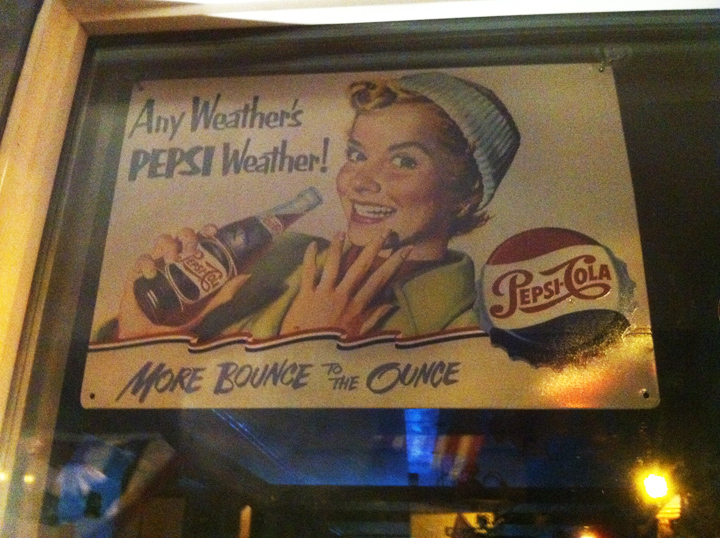 Any Weather's
PEPSI Weather!
PEPSI-COLA
PEPSI-COLA
MORE BOUNCE TO THE OUNCE